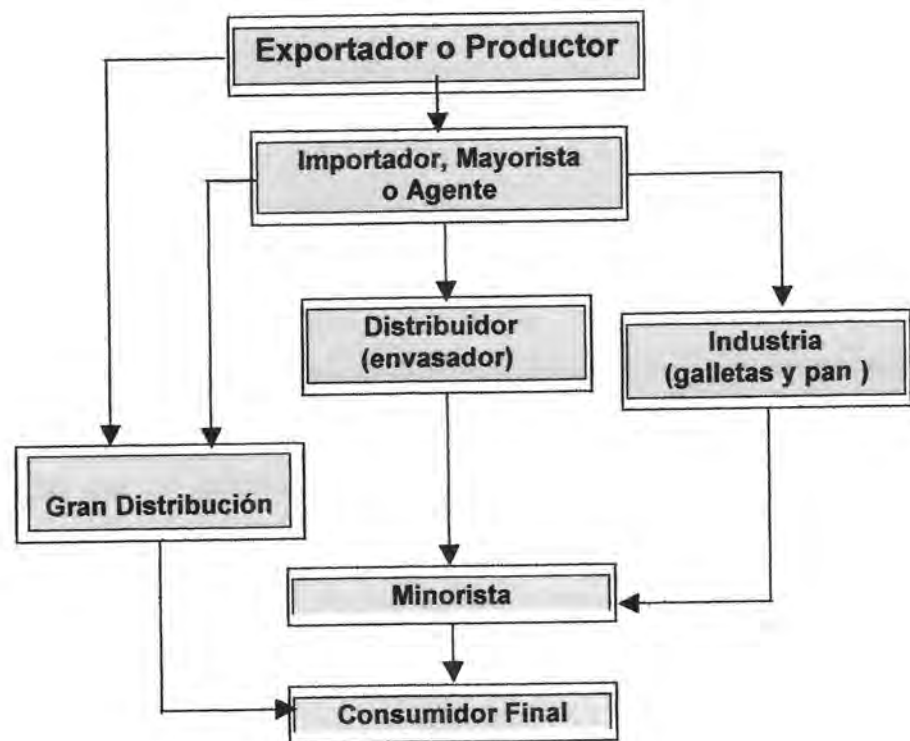 Exportador o Productor
Importador, Mayorista
o Agente
Distribuidor
(envasador)
Industria
(galletas y pan )
Gran Distribución
Minorista
Consumidor Final